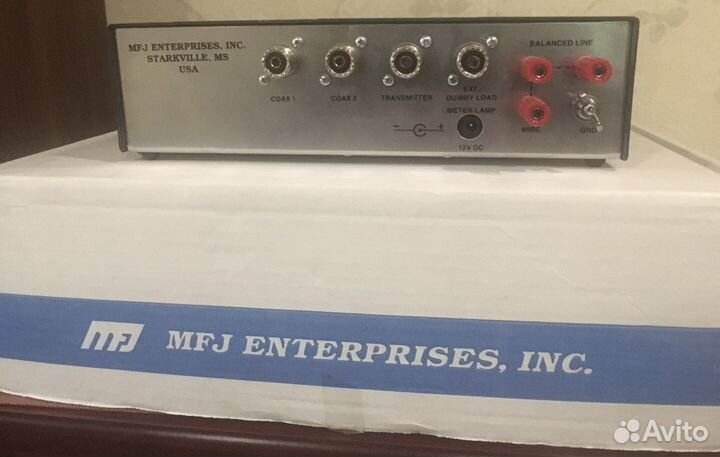 MFJ ENTERPRISES, INC.
STARKVILLE, MS
USA
COAX 1
COAX 2
TRANSMITTER
EXT
DUMMY LOAD
METER LAMP
- +
12V DC
BALANCED LINE
WIRE
GND
MFJ MFJ ENTERPRISES, INC.
Avito